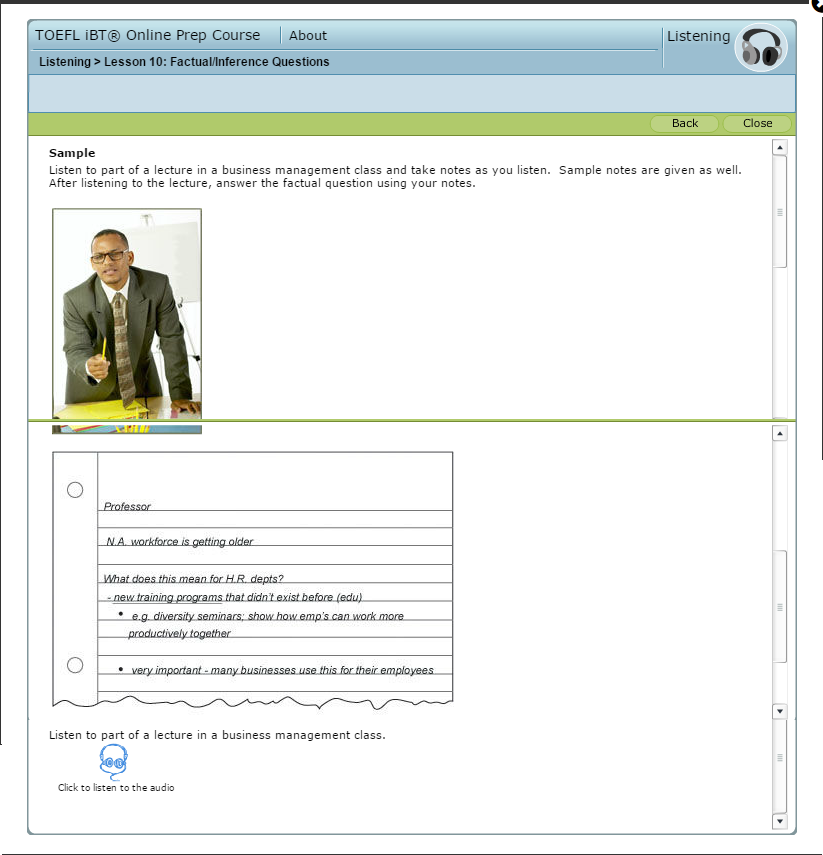 TOEFL iBT® Online Prep Course About
Listening
Listening > Lesson 10: Factual/Inference Questions
Back Close
Sample
Listen to part of a lecture in a business management class and take notes as you listen. Sample notes are given as well.
After listening to the lecture, answer the factual question using your notes.
Professor
N.A. workforce is getting older
What does this mean for H.R. depts?
- new training programs that didn't exist before (edu)
• e.g. diversity seminars; show how emp's can work more
productively together
• very important - many businesses use this for their employees
Listen to part of a lecture in a business management class.
Click to listen to the audio